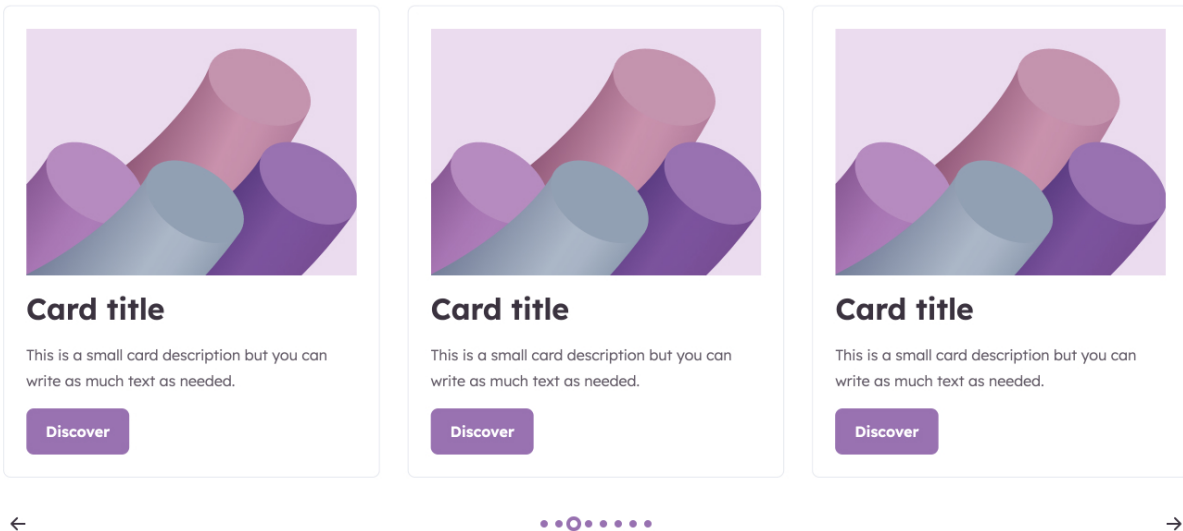 Card title
This is a small card description but you can
write as much text as needed.
Discover
Card title
This is a small card description but you can
write as much text as needed.
Discover
Card title
This is a small card description but you can
write as much text as needed.
Discover